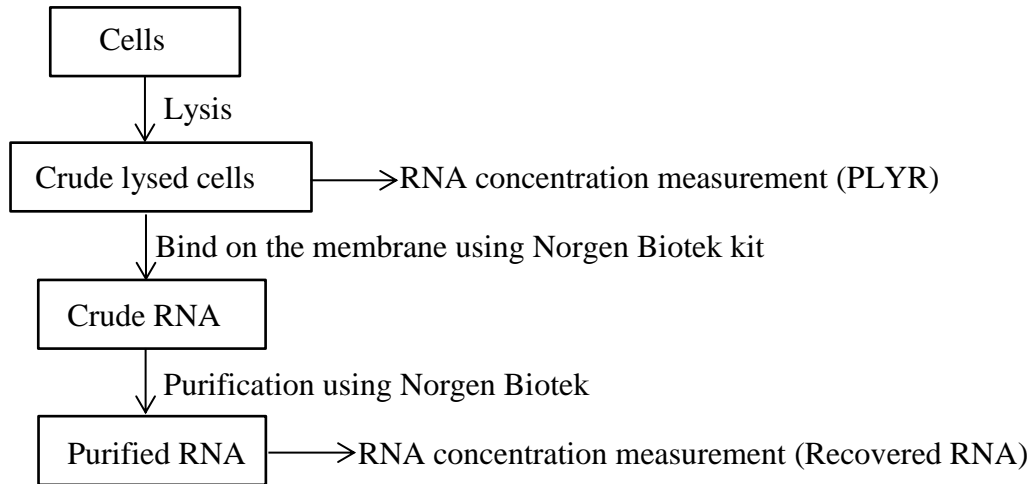 Cells
Lysis
Crude lysed cells
RNA concentration measurement (PLYR)
Bind on the membrane using Norgen Biotek kit
Crude RNA
Purification using Norgen Biotek
Purified RNA
RNA concentration measurement (Recovered RNA)